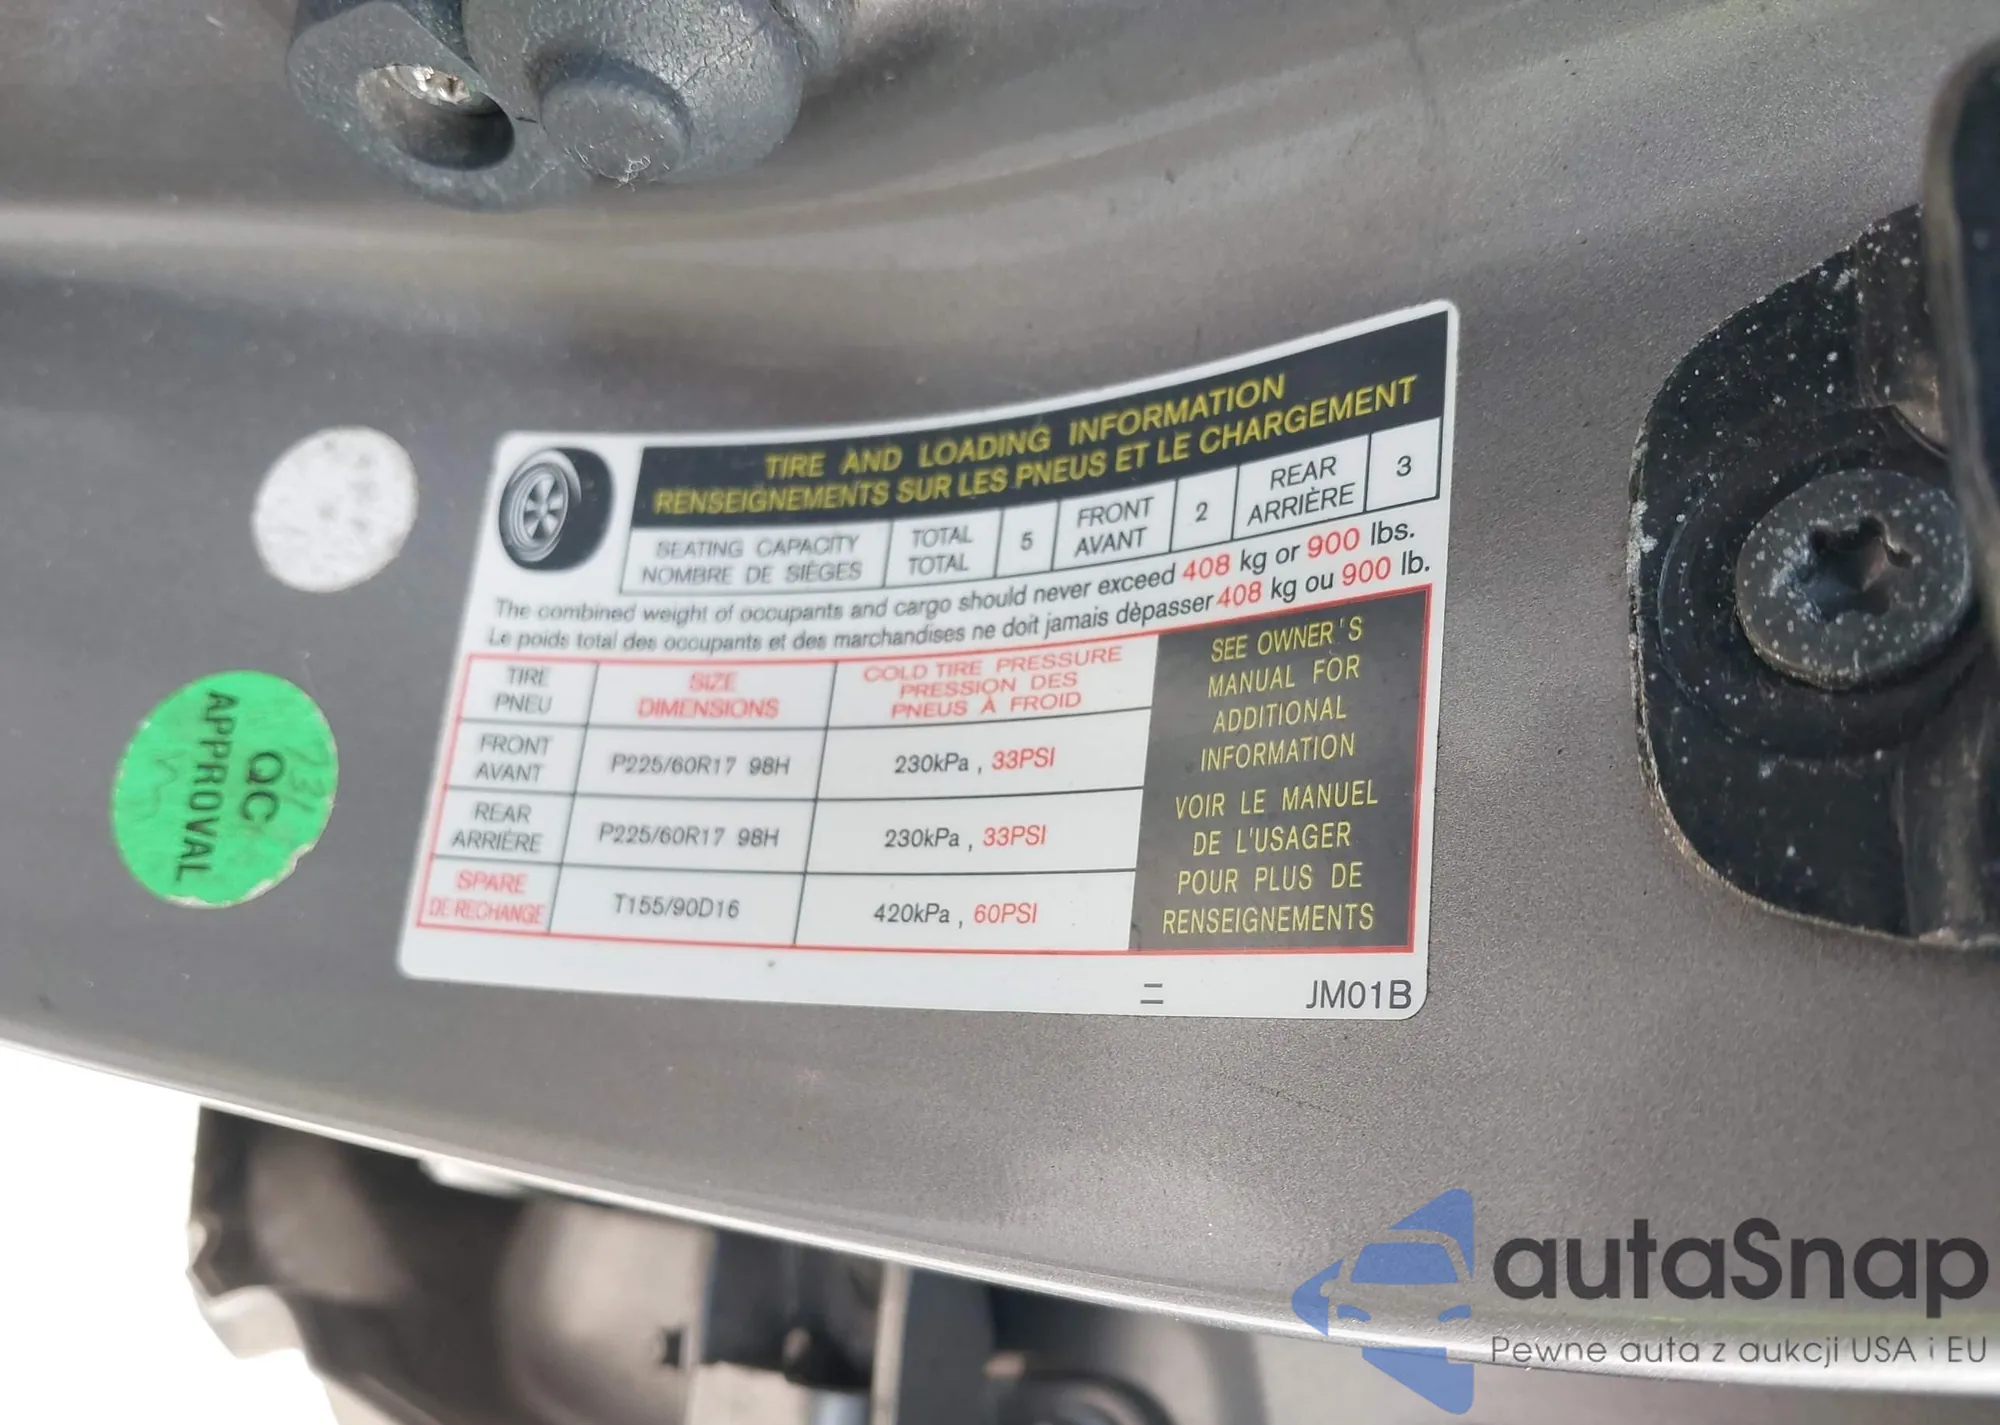 TIRE AND LOADING INFORMATION
RENSEIGNEMENTS SUR LES PNEUS ET LE CHARGEMENT
SEATING CAPACITY
NOMBRE DE SIÈGES
TOTAL
TOTAL
5
FRONT
AVANT
2
REAR
ARRIÈRE
3
The combined weight of occupants and cargo should never exceed 408 kg or 900 lbs.
Le poids total des occupants et des marchandises ne doit jamais dèpasser 408 kg ou 900 lb.
TIRE
PNEU
SIZE
DIMENSIONS
COLD TIRE PRESSURE
PRESSION DES
PNEUS À FROID
FRONT
AVANT
P225/60R17 98H
230kPa , 33PSI
REAR
ARRIÈRE
P225/60R17 98H
230kPa , 33PSI
SPARE
DE RECHANGE
T155/90D16
420kPa , 60PSI
SEE OWNER'S
MANUAL FOR
ADDITIONAL
INFORMATION
VOIR LE MANUEL
DE L'USAGER
POUR PLUS DE
RENSEIGNEMENTS
JM01B
QC
APPROVAL
autaSnap
Pewne auta z aukcji USA i EU